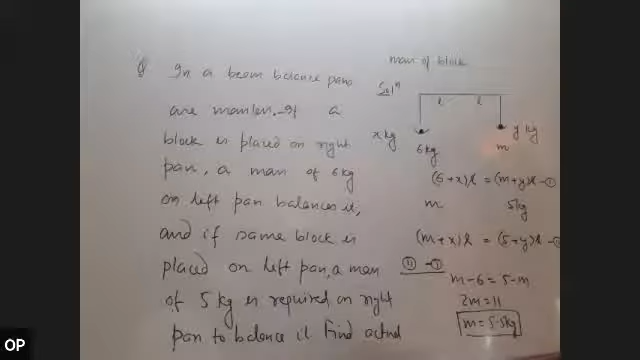 Q In a beam balance pans
are massless. If a
block is placed on right
pan, a mass of 6kg
on left pan balances it,
and if same block is
placed on left pan, a mass
of 5 kg is required on right
pan to balance it Find actual
mass of block
Solⁿ
l l
x kg y kg
6kg m
(6+x)l = (m+y)l -①
m 5kg
(m+x)l = (5+y)l -②
② - ①
m-6 = 5-m
2m = 11
m = 5.5kg
OP